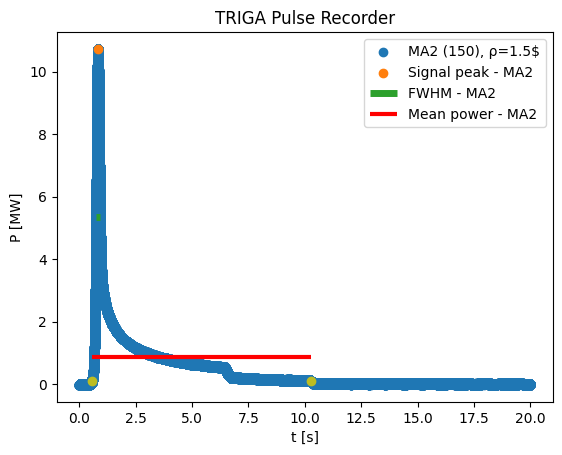 TRIGA Pulse Recorder
MA2 (150), ρ=1.5$
Signal peak - MA2
FWHM - MA2
Mean power - MA2
P [MW]
10
8
6
4
2
0
0.0 2.5 5.0 7.5 10.0 12.5 15.0 17.5 20.0
t [s]